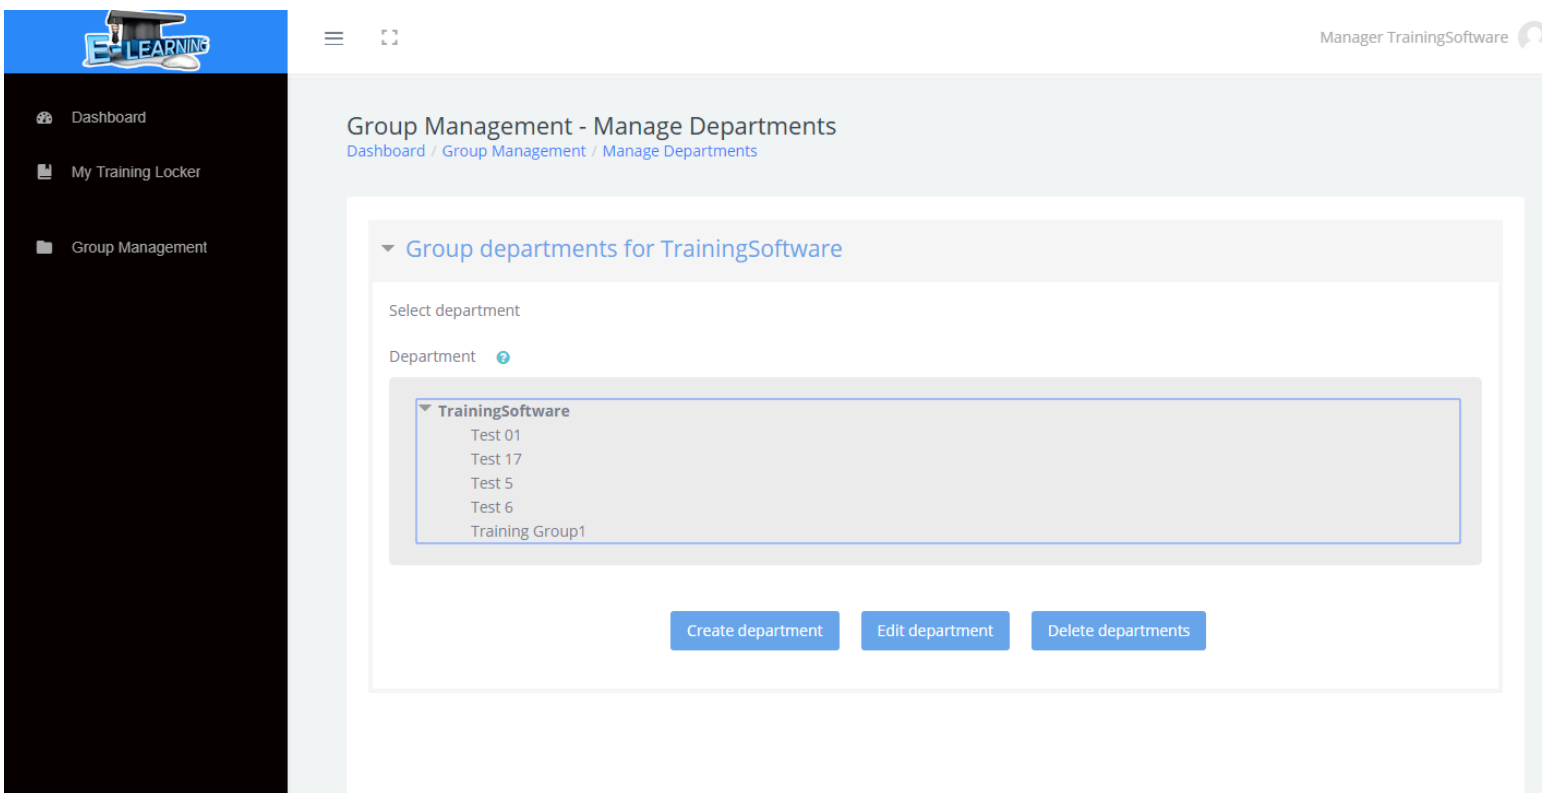 E-LEARNING
Manager TrainingSoftware
Dashboard
My Training Locker
Group Management
Group Management - Manage Departments
Dashboard / Group Management / Manage Departments
Group departments for TrainingSoftware
Select department
Department
TrainingSoftware
Test 01
Test 17
Test 5
Test 6
Training Group1
Create department
Edit department
Delete departments